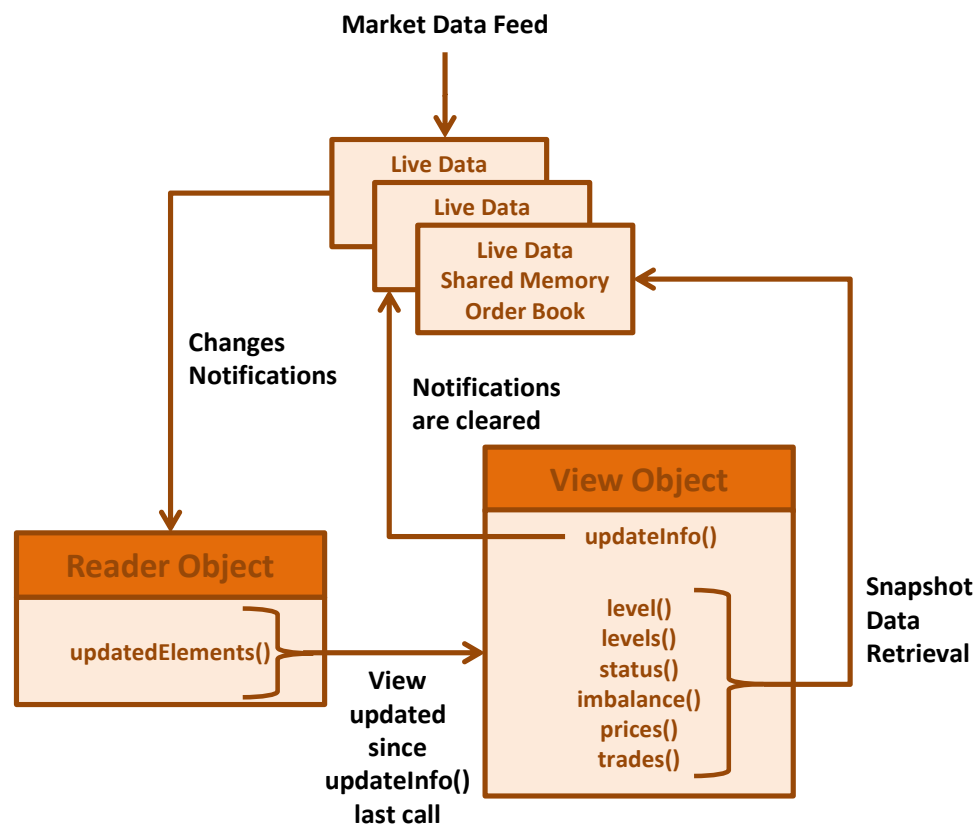 Market Data Feed
Live Data
Live Data
Live Data
Shared Memory
Order Book
Changes
Notifications
Notifications
are cleared
View Object
updateInfo()
Reader Object
updatedElements()
level()
levels()
status()
imbalance()
prices()
trades()
Snapshot
Data
Retrieval
View
updated
since
updateInfo()
last call